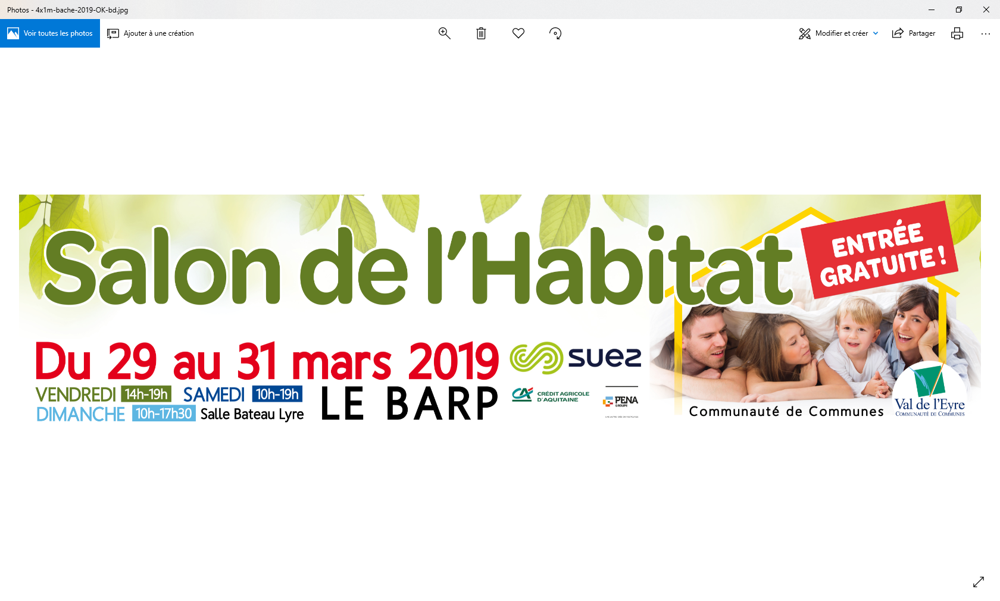 Photos - 4x1m-bache-2019-OK-bd.jpg
Voir toutes les photos
Ajouter à une création
Modifier et créer
Partager
Salon de l'Habitat
ENTRÉE
GRATUITE !
Du 29 au 31 mars 2019
VENDREDI 14h-19h SAMEDI 10h-19h
DIMANCHE 10h-17h30 Salle Bateau Lyre
LE BARP
suez
CA
CRÉDIT AGRICOLE
D'AQUITAINE
PENA
GROUPE
Communauté de Communes
Val de l'Eyre
COMMUNAUTÉ DE COMMUNES